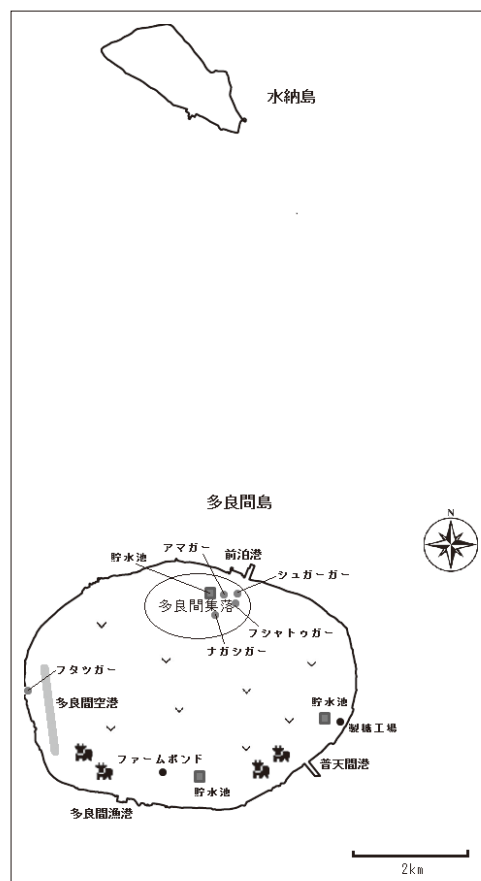 水納島
多良間島
アマガー
前泊港
貯水池
シュガーガー
多良間集落
フシャトゥガー
ナガシガー
N
フタツガー
多良間空港
貯水池
製糖工場
ファームポンド
普天間港
貯水池
多良間漁港
2km